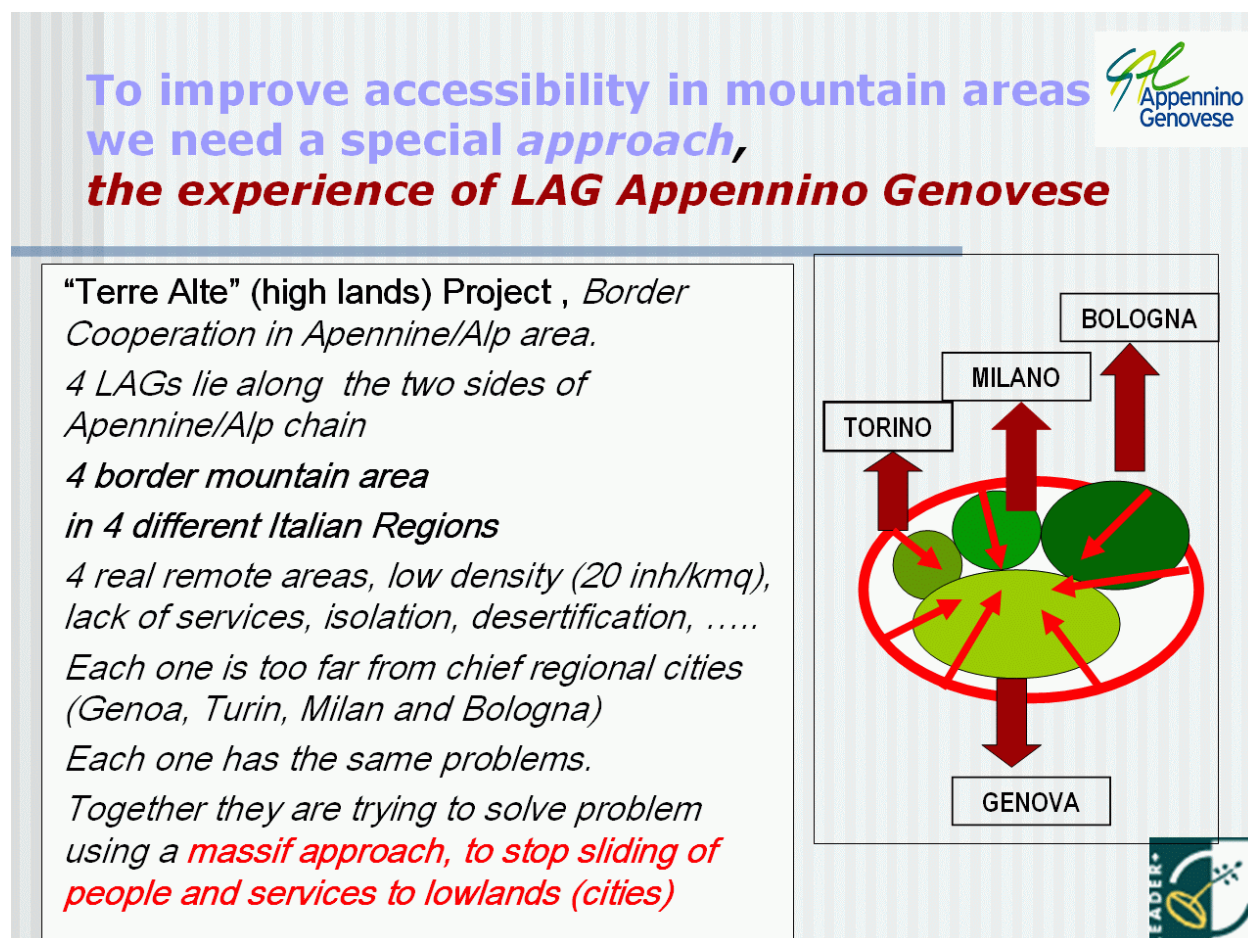 To improve accessibility in mountain areas
we need a special approach,
the experience of LAG Appennino Genovese
GAL
Appennino
Genovese
“Terre Alte” (high lands) Project , Border
Cooperation in Apennine/Alp area.
4 LAGs lie along the two sides of
Apennine/Alp chain
4 border mountain area
in 4 different Italian Regions
4 real remote areas, low density (20 inh/kmq),
lack of services, isolation, desertification, …..
Each one is too far from chief regional cities
(Genoa, Turin, Milan and Bologna)
Each one has the same problems.
Together they are trying to solve problem
using a massif approach, to stop sliding of
people and services to lowlands (cities)
BOLOGNA
MILANO
TORINO
GENOVA
EADER+